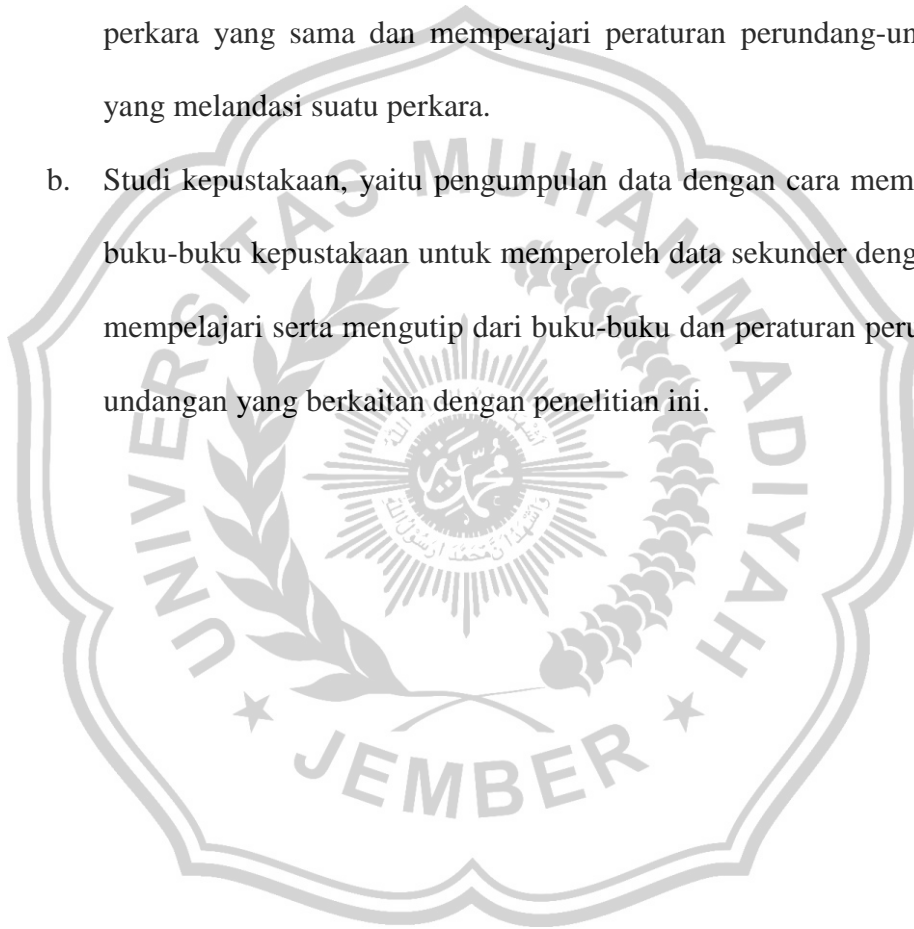 perkara yang sama dan memperajari peraturan perundang-un
yang melandasi suatu perkara.
b. Studi kepustakaan, yaitu pengumpulan data dengan cara mem
buku-buku kepustakaan untuk memperoleh data sekunder deng
mempelajari serta mengutip dari buku-buku dan peraturan peru
undangan yang berkaitan dengan penelitian ini.
UNIVERSITAS MUHAMMADIYAH
JEMBER